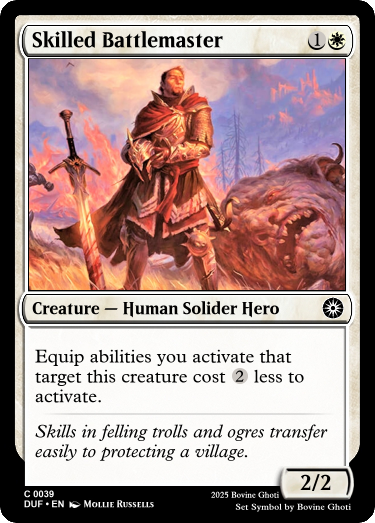 Skilled Battlemaster 1
Creature — Human Solider Hero
Equip abilities you activate that
target this creature cost 2 less to
activate.
Skills in felling trolls and ogres transfer
easily to protecting a village.
2/2
C 0039
DUF • EN Mollie Russells
2025 Bovine Ghoti
Set Symbol by Bovine Ghoti